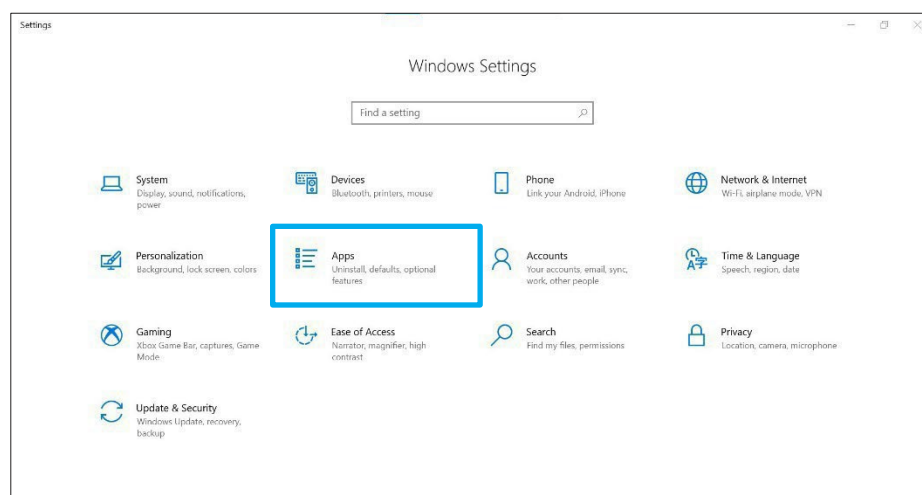 Settings
Windows Settings
Find a setting
System
Display, sound, notifications,
power
Devices
Bluetooth, printers, mouse
Phone
Link your Android, iPhone
Network & Internet
Wi-Fi, airplane mode, VPN
Personalization
Background, lock screen, colors
Apps
Uninstall, defaults, optional
features
Accounts
Your accounts, email, sync,
work, other people
Time & Language
Speech, region, date
Gaming
Xbox Game Bar, captures, Game
Mode
Ease of Access
Narrator, magnifier, high
contrast
Search
Find my files, permissions
Privacy
Location, camera, microphone
Update & Security
Windows Update, recovery,
backup